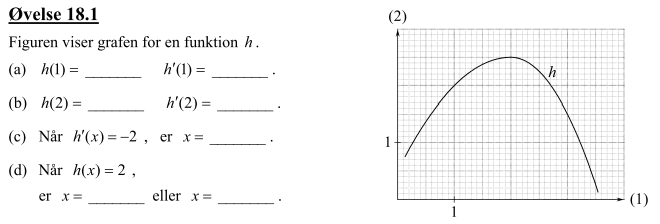 Øvelse 18.1
Figuren viser grafen for en funktion h.
(a) h(1) = _______ h′(1) = _______ .
(b) h(2) = _______ h′(2) = _______ .
(c) Når h′(x) = −2 , er x = _______ .
(d) Når h(x) = 2 ,
er x = _______ eller x = _______ .
(2)
h
1
(1)
1